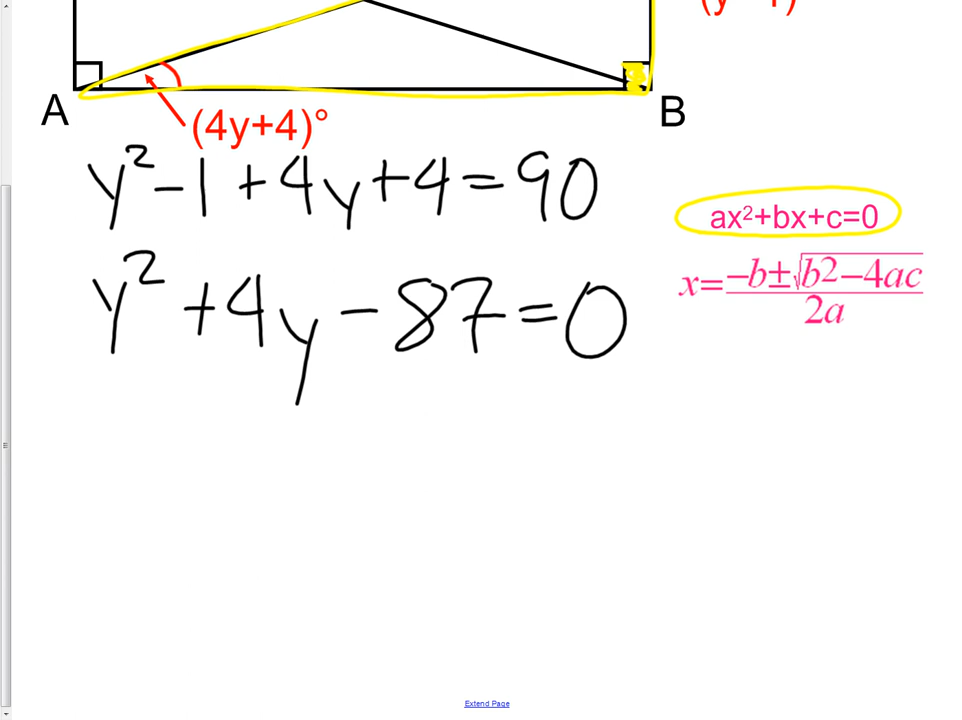 A
(4y+4)°
B
y²-1+4y+4=90
ax²+bx+c=0
y²+4y-87=0
x=−b±√b2−4ac/2a
Extend Page